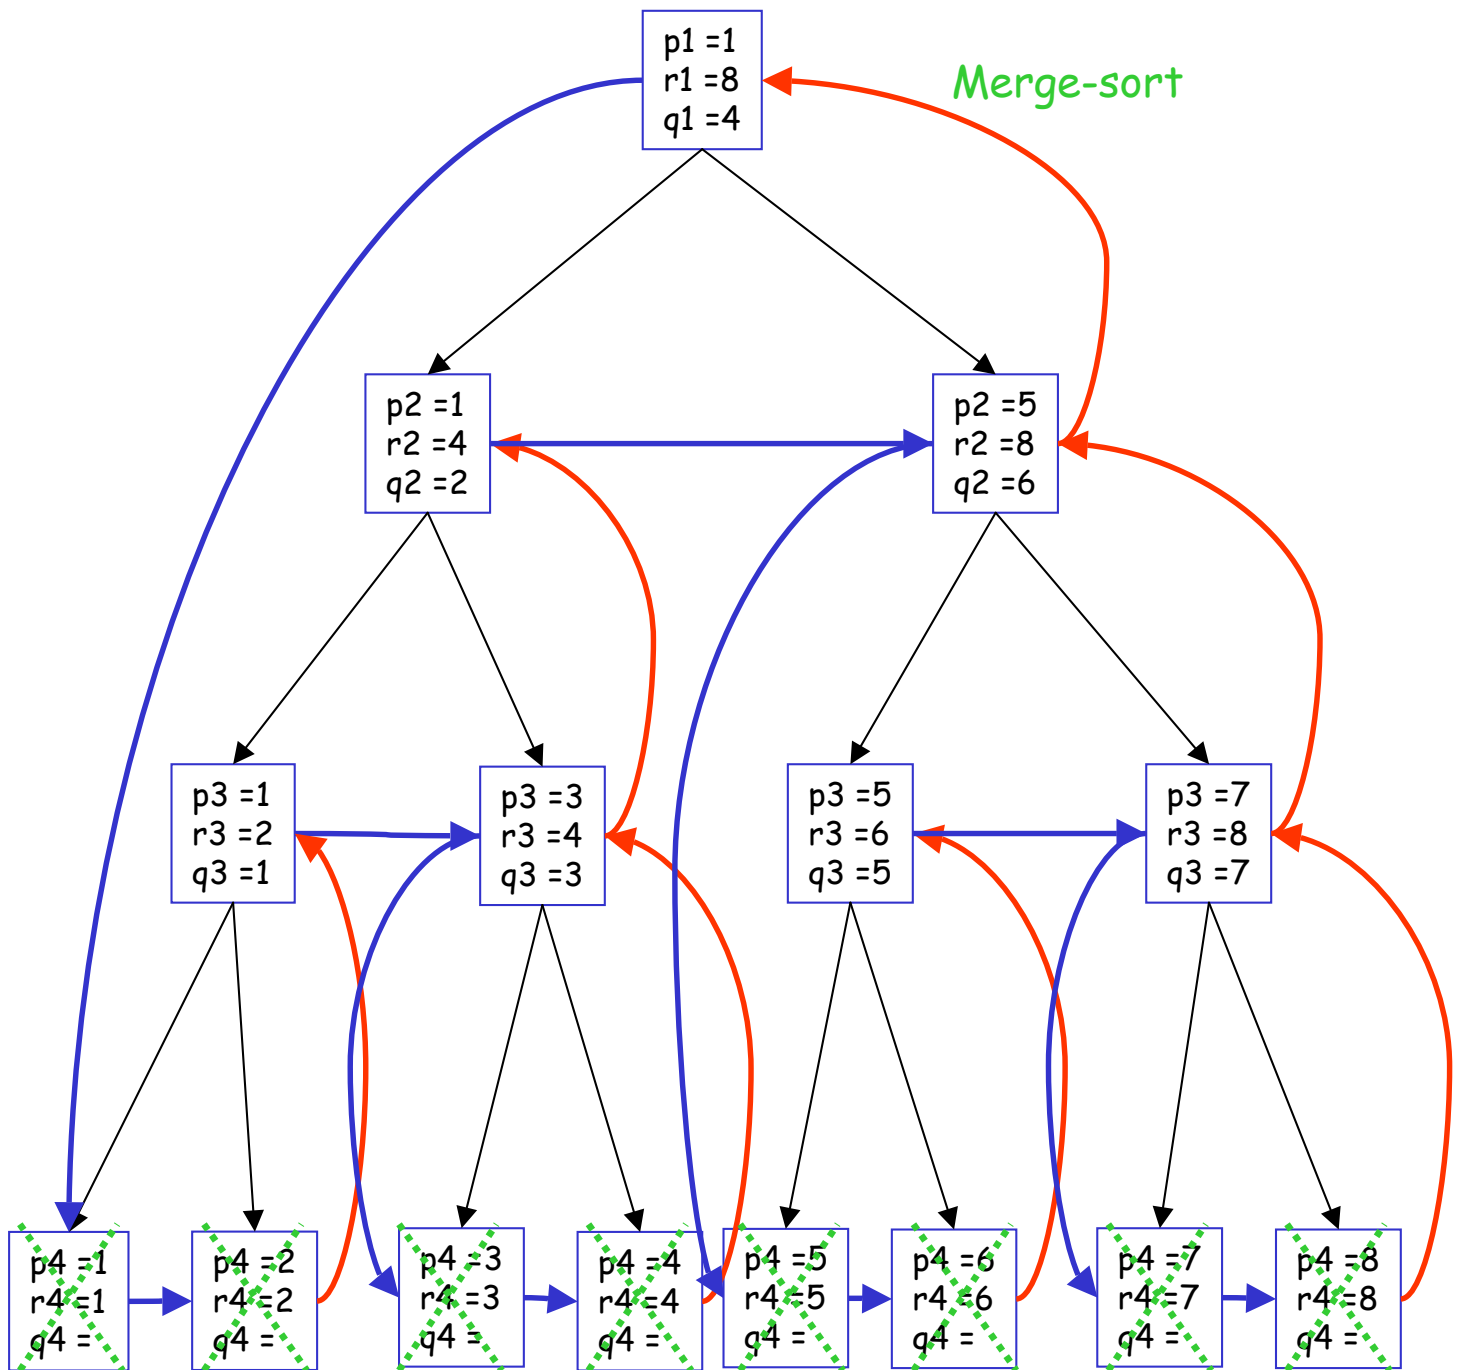 p1 =1
r1 =8
q1 =4
Merge-sort
p2 =1
r2 =4
q2 =2
p2 =5
r2 =8
q2 =6
p3 =1
r3 =2
q3 =1
p3 =3
r3 =4
q3 =3
p3 =5
r3 =6
q3 =5
p3 =7
r3 =8
q3 =7
p4 =1
r4 =1
q4 =
p4 =2
r4 =2
q4 =
p4 =3
r4 =3
q4 =
p4 =4
r4 =4
q4 =
p4 =5
r4 =5
q4 =
p4 =6
r4 =6
q4 =
p4 =7
r4 =7
q4 =
p4 =8
r4 =8
q4 =